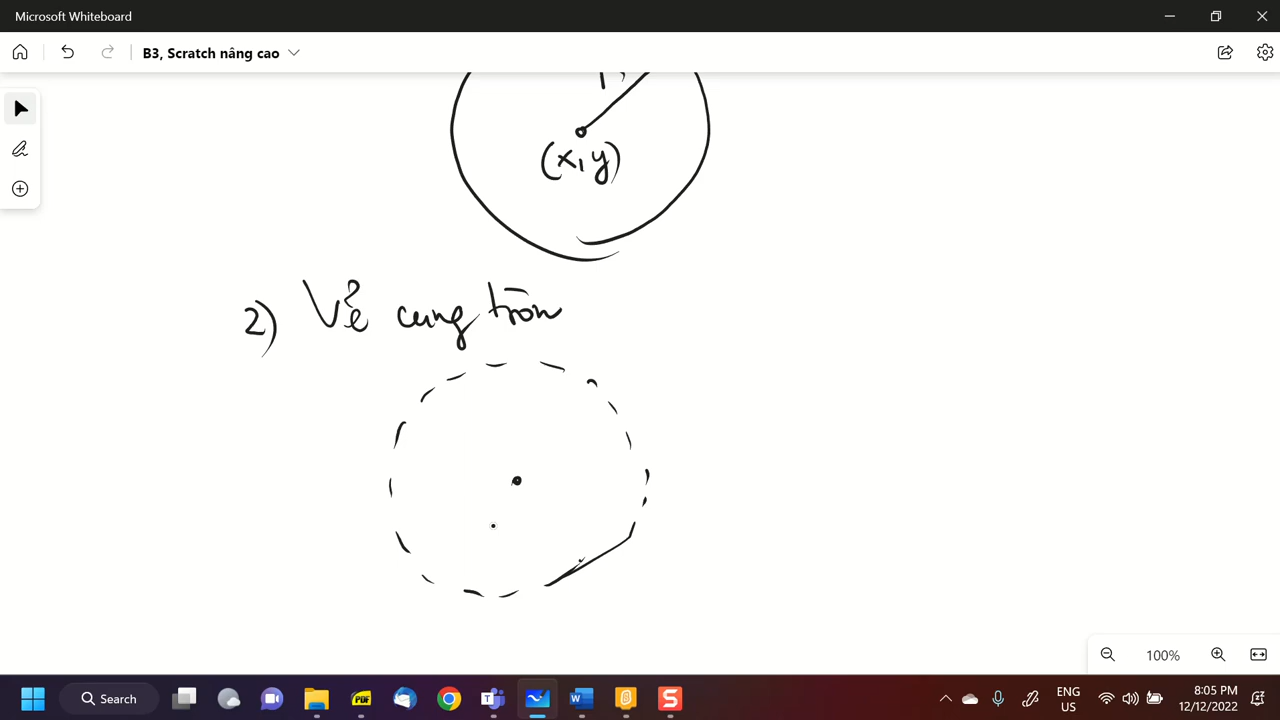 Microsoft Whiteboard
B3, Scratch nâng cao
(x, y)
2) Vẽ cung tròn
100%
Search
PDF
ENG
US
8:05 PM
12/12/2022